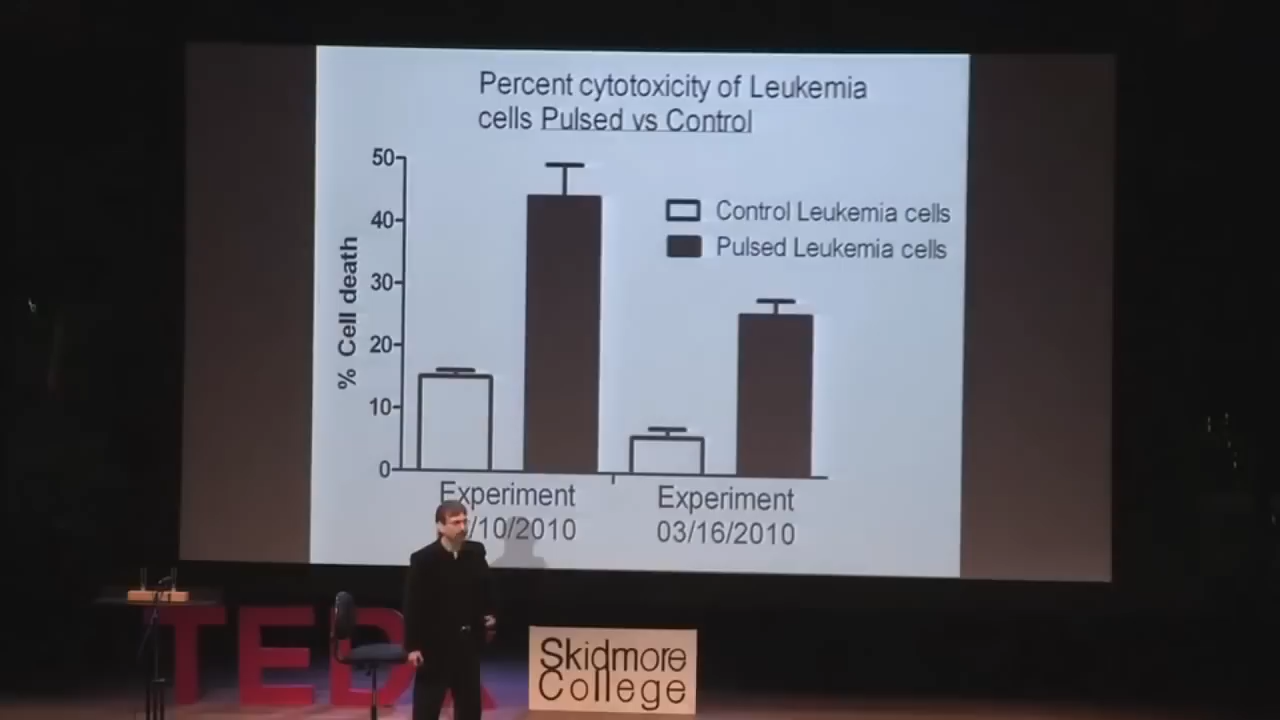 Percent cytotoxicity of Leukemia
cells Pulsed vs Control
50
40
30
20
10
0
% Cell death
Control Leukemia cells
Pulsed Leukemia cells
Experiment
/10/2010
Experiment
03/16/2010
TEDx
Skidmore
College